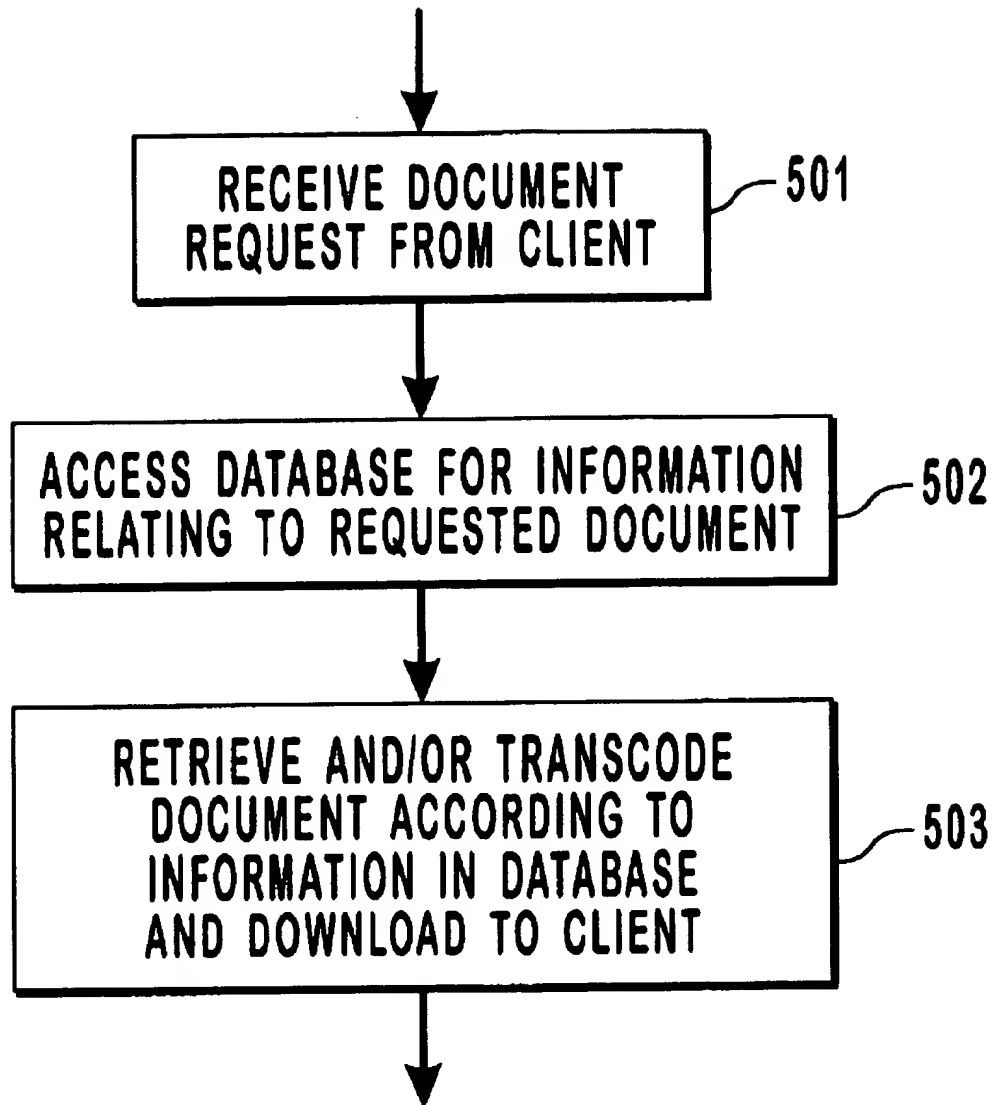 RECEIVE DOCUMENT
REQUEST FROM CLIENT
501
ACCESS DATABASE FOR INFORMATION
RELATING TO REQUESTED DOCUMENT
502
RETRIEVE AND/OR TRANSCODE
DOCUMENT ACCORDING TO
INFORMATION IN DATABASE
AND DOWNLOAD TO CLIENT
503